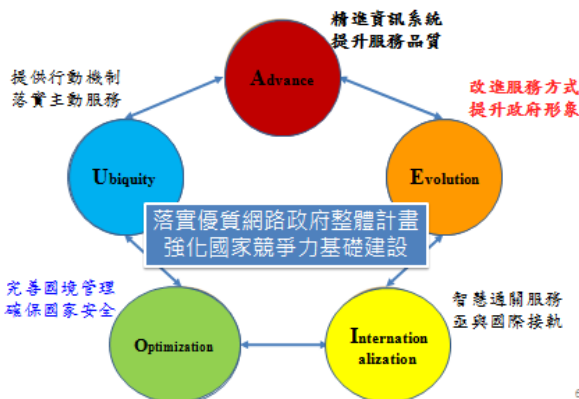 精進資訊系統
提升服務品質
Advance
提供行動機制
落實主動服務
改進服務方式
提升政府形象
Ubiquity
Evolution
落實優質網路政府整體計畫
強化國家競爭力基礎建設
完善國境管理
確保國家安全
智慧通關服務
亟與國際接軌
Optimization
Internation
alization
6